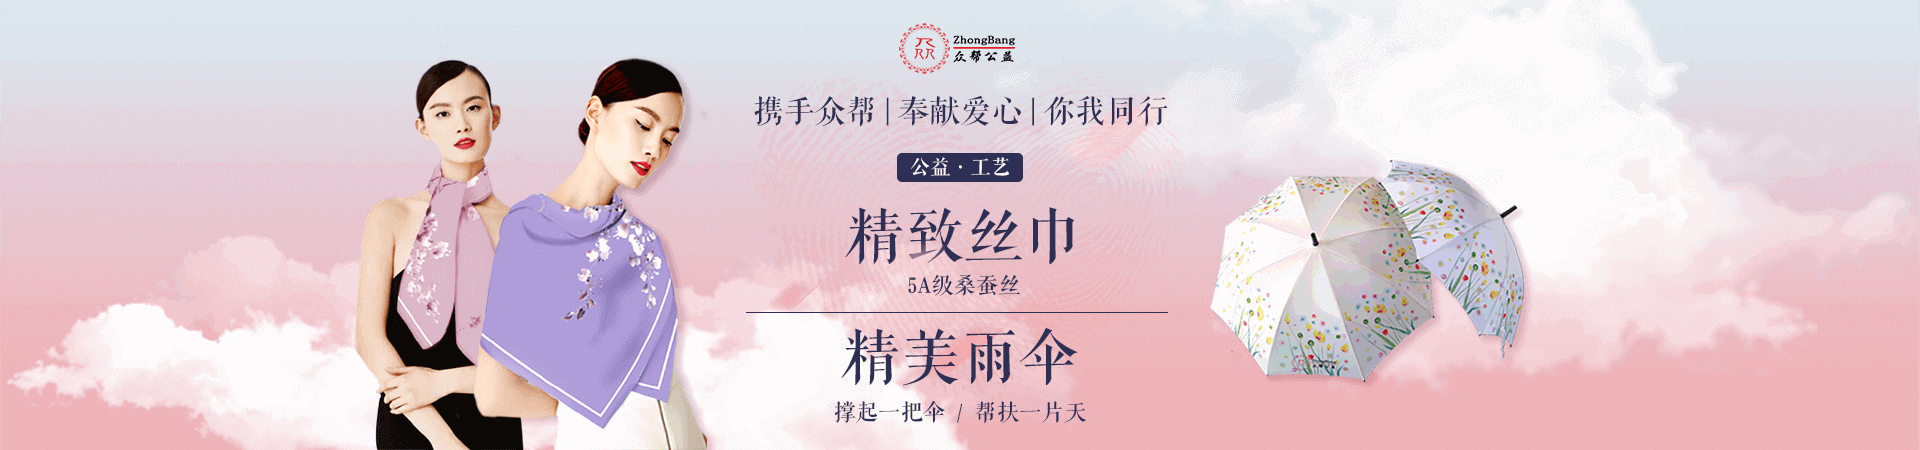 ZhongBang
众帮公益
携手众帮|奉献爱心|你我同行
公益·工艺
精致丝巾
5A级桑蚕丝
精美雨伞
撑起一把伞 / 帮扶一片天